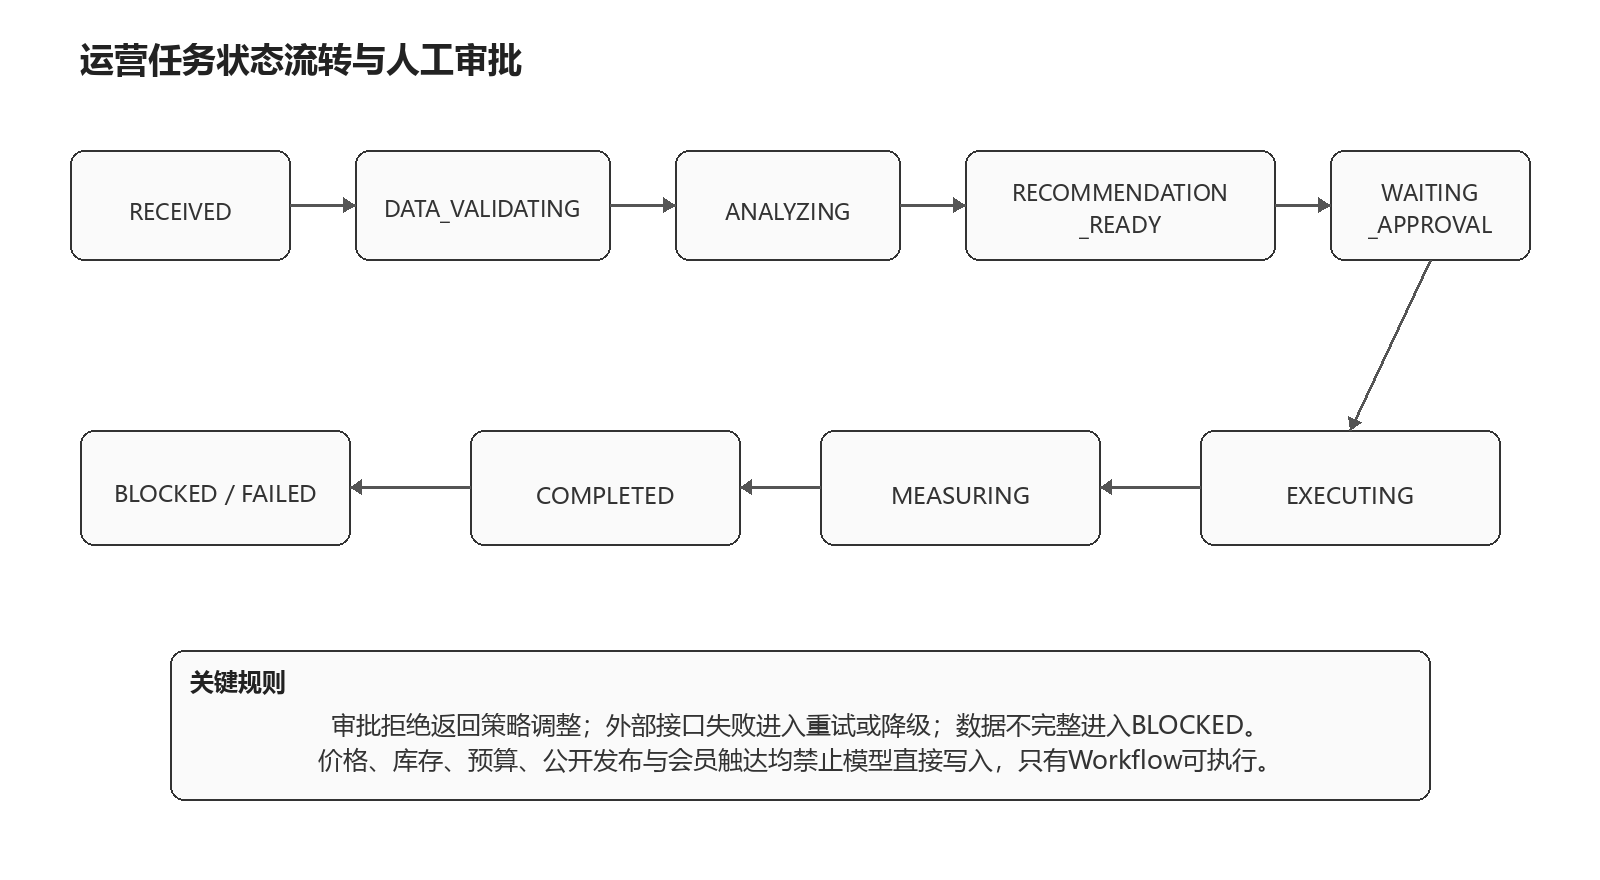 运营任务状态流转与人工审批
RECEIVED
DATA_VALIDATING
ANALYZING
RECOMMENDATION
_READY
WAITING
_APPROVAL
BLOCKED / FAILED
COMPLETED
MEASURING
EXECUTING
关键规则
审批拒绝返回策略调整；外部接口失败进入重试或降级；数据不完整进入BLOCKED。
价格、库存、预算、公开发布与会员触达均禁止模型直接写入，只有Workflow可执行。